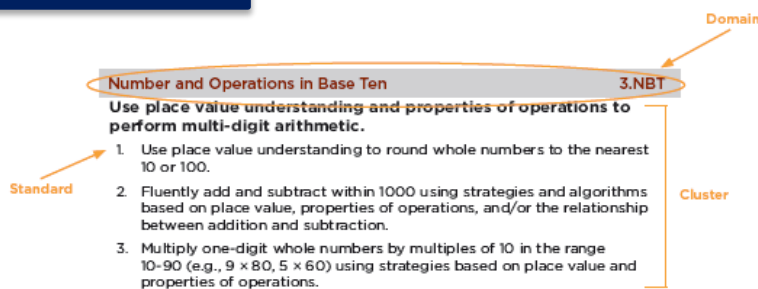 Domain
Number and Operations in Base Ten 3.NBT
Use place value understanding and properties of operations to
perform multi-digit arithmetic.
1. Use place value understanding to round whole numbers to the nearest
10 or 100.
Standard
2. Fluently add and subtract within 1000 using strategies and algorithms
based on place value, properties of operations, and/or the relationship
between addition and subtraction.
Cluster
3. Multiply one-digit whole numbers by multiples of 10 in the range
10-90 (e.g., 9 × 80, 5 × 60) using strategies based on place value and
properties of operations.